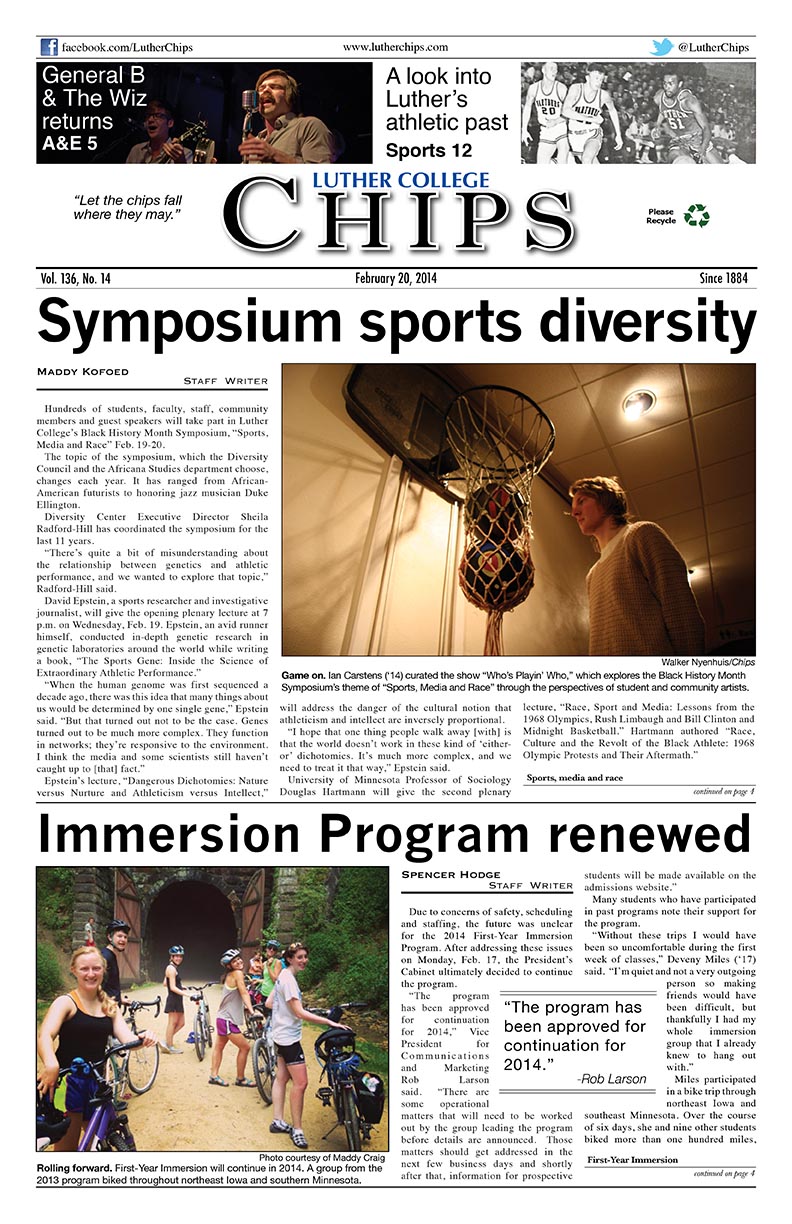 facebook.com/LutherChips
www.lutherchips.com
@LutherChips
General B
& The Wiz
returns
A&E 5
A look into
Luther's
athletic past
Sports 12
"Let the chips fall
where they may."
LUTHER COLLEGE
CHIPS
Please
Recycle
Vol. 136, No. 14
February 20, 2014
Since 1884
Symposium sports diversity
MADDY KOFOED
STAFF WRITER
Hundreds of students, faculty, staff, community
members and guest speakers will take part in Luther
College's Black History Month Symposium, "Sports,
Media and Race" Feb. 19-20.
The topic of the symposium, which the Diversity
Council and the Africana Studies department choose,
changes each year. It has ranged from African-
American futurists to honoring jazz musician Duke
Ellington.
Diversity Center Executive Director Sheila
Radford-Hill has coordinated the symposium for the
last 11 years.
"There's quite a bit of misunderstanding about
the relationship between genetics and athletic
performance, and we wanted to explore that topic,"
Radford-Hill said.
David Epstein, a sports researcher and investigative
journalist, will give the opening plenary lecture at 7
p.m. on Wednesday, Feb. 19. Epstein, an avid runner
himself, conducted in-depth genetic research in
genetic laboratories around the world while writing
a book, "The Sports Gene: Inside the Science of
Extraordinary Athletic Performance."
"When the human genome was first sequenced a
decade ago, there was this idea that many things about
us would be determined by one single gene," Epstein
said. "But that turned out not to be the case. Genes
turned out to be much more complex. They function
in networks; they're responsive to the environment.
I think the media and some scientists still haven't
caught up to [that] fact."
Epstein's lecture, "Dangerous Dichotomies: Nature
versus Nurture and Athleticism versus Intellect,"
Walker Nyenhuis/Chips
Game on. Ian Carstens ('14) curated the show "Who's Playin' Who," which explores the Black History Month
Symposium's theme of "Sports, Media and Race" through the perspectives of student and community artists.
will address the danger of the cultural notion that
athleticism and intellect are inversely proportional.
"I hope that one thing people walk away [with] is
that the world doesn't work in these kind of 'either-
or' dichotomies. It's much more complex, and we
need to treat it that way," Epstein said.
University of Minnesota Professor of Sociology
Douglas Hartmann will give the second plenary
lecture, "Race, Sport and Media: Lessons from the
1968 Olympics, Rush Limbaugh and Bill Clinton and
Midnight Basketball." Hartmann authored "Race,
Culture and the Revolt of the Black Athlete: 1968
Olympic Protests and Their Aftermath."
Sports, media and race
continued on page 4
Immersion Program renewed
Photo courtesy of Maddy Craig
Rolling forward. First-Year Immersion will continue in 2014. A group from the
2013 program biked throughout northeast Iowa and southern Minnesota.
SPENCER HODGE
STAFF WRITER
Due to concerns of safety, scheduling
and staffing, the future was unclear
for the 2014 First-Year Immersion
Program. After addressing these issues
on Monday, Feb. 17, the President's
Cabinet ultimately decided to continue
the program.
"The program
has been approved
for continuation
for 2014," Vice
President for
Communications
and Marketing
Rob Larson
said. "There are
some operational
matters that will need to be worked
out by the group leading the program
before details are announced. Those
matters should get addressed in the
next few business days and shortly
after that, information for prospective
"The program has
been approved for
continuation for
2014."
-Rob Larson
students will be made available on the
admissions website."
Many students who have participated
in past programs note their support for
the program.
"Without these trips I would have
been so uncomfortable during the first
week of classes," Deveny Miles ('17)
said. "I'm quiet and not a very outgoing
person so making
friends would have
been difficult, but
thankfully I had my
whole immersion
group that I already
knew to hang out
with."
Miles participated
in a bike trip through
northeast Iowa and
southeast Minnesota. Over the course
of six days, she and nine other students
biked more than one hundred miles,
First-Year Immersion
continued on page 4